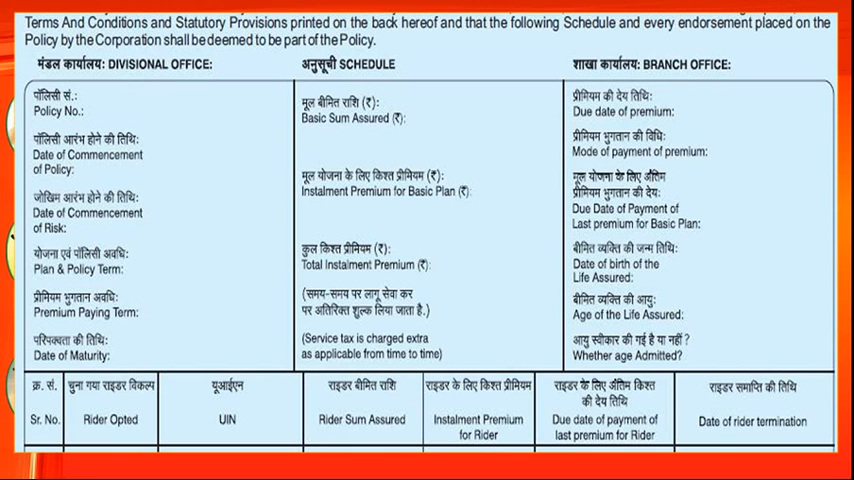 Terms And Conditions and Statutory Provisions printed on the back hereof and that the following Schedule and every endorsement placed on the
Policy by the Corporation shall be deemed to be part of the Policy.
मंडल कार्यालय: DIVISIONAL OFFICE:
अनुसूची SCHEDULE
शाखा कार्यालय: BRANCH OFFICE:
पॉलिसी सं.:
Policy No.:
पॉलिसी आरंभ होने की तिथि:
Date of Commencement
of Policy:
जोखिम आरंभ होने की तिथि:
Date of Commencement
of Risk:
योजना एवं पॉलिसी अवधि:
Plan & Policy Term:
प्रीमियम भुगतान अवधि:
Premium Paying Term:
परिपक्वता की तिथि:
Date of Maturity:
मूल बीमित राशि (₹):
Basic Sum Assured (₹):
मूल योजना के लिए किश्त प्रीमियम (₹):
Instalment Premium for Basic Plan (₹):
कुल किश्त प्रीमियम (₹):
Total Instalment Premium (₹):
(समय-समय पर लागू सेवा कर
पर अतिरिक्त शुल्क लिया जाता है.)
(Service tax is charged extra
as applicable from time to time)
प्रीमियम की देय तिथि:
Due date of premium:
प्रीमियम भुगतान की विधि:
Mode of payment of premium:
मूल योजना के लिए अंतिम
प्रीमियम भुगतान की देय:
Due Date of Payment of
Last premium for Basic Plan:
बीमित व्यक्ति की जन्म तिथि:
Date of birth of the
Life Assured:
बीमित व्यक्ति की आयु:
Age of the Life Assured:
आयु स्वीकार की गई है या नहीं?
Whether age Admitted?
क्र. सं.
Sr. No.
चुना गया राइडर विकल्प
Rider Opted
यूआईएन
UIN
राइडर बीमित राशि
Rider Sum Assured
राइडर के लिए किश्त प्रीमियम
Instalment Premium
for Rider
राइडर के लिए अंतिम किश्त
की देय तिथि
Due date of payment of
last premium for Rider
राइडर समाप्ति की तिथि
Date of rider termination